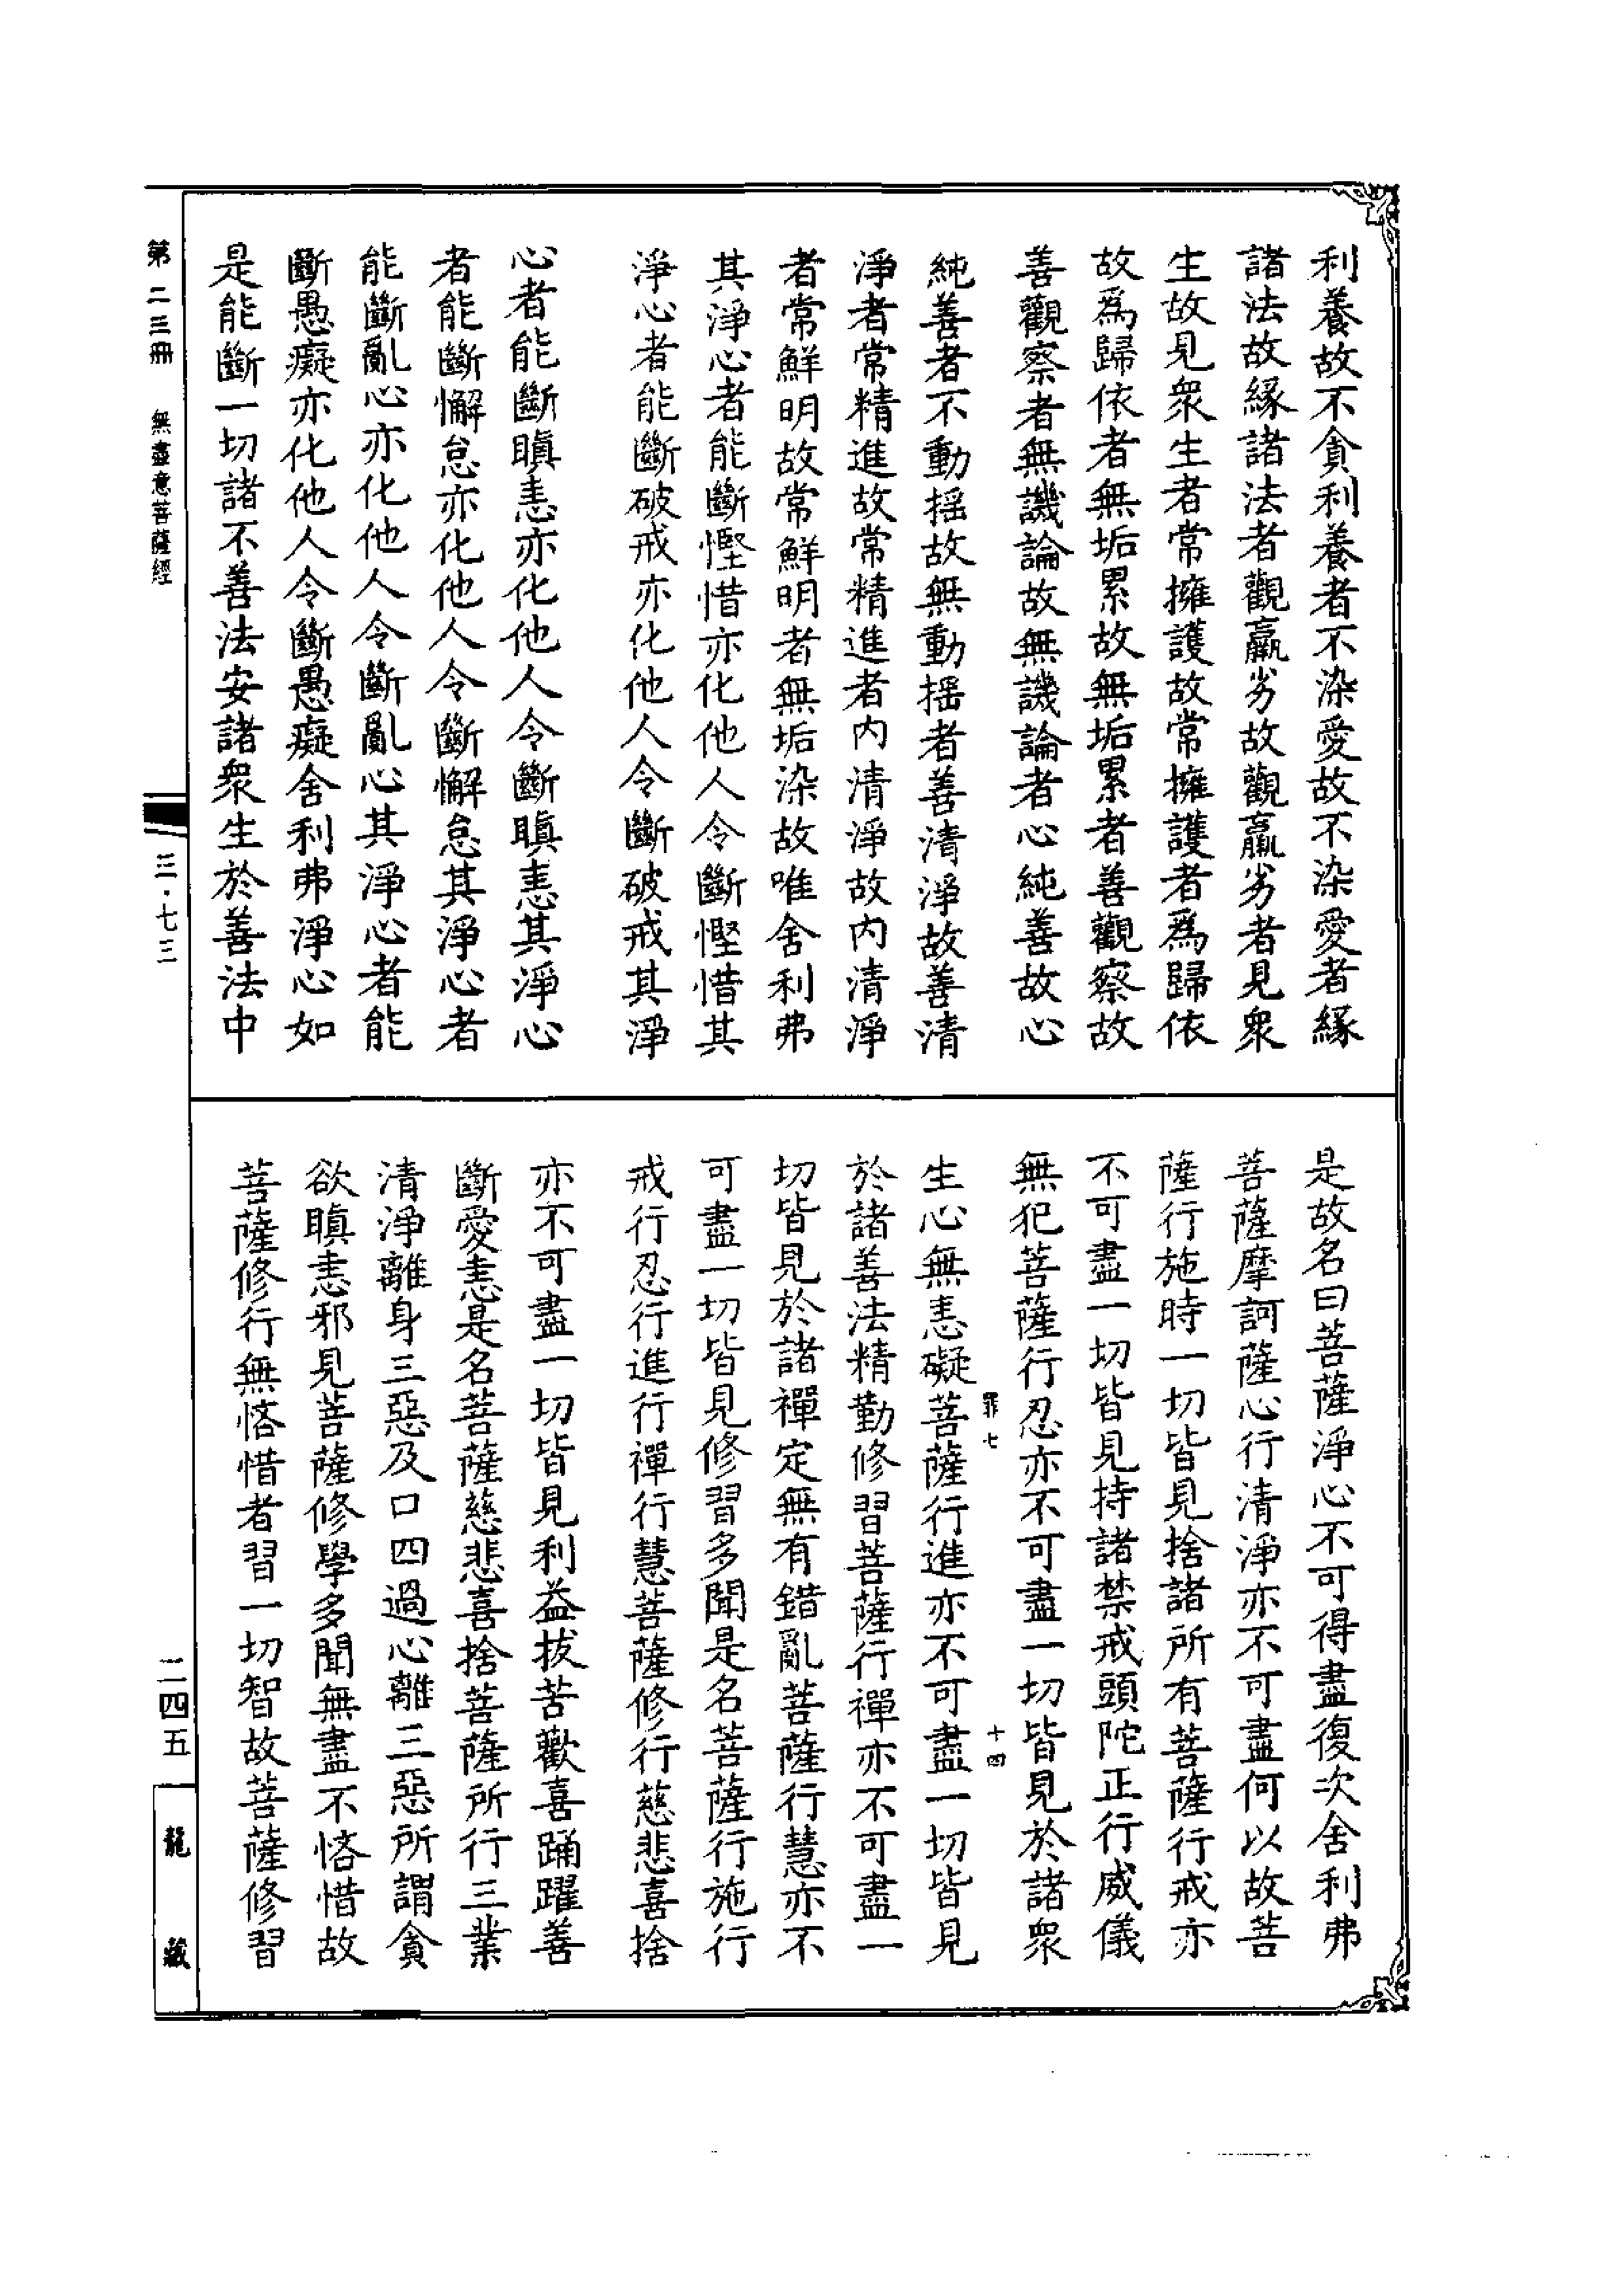 利養故不貪利養者不染愛故不染愛者緣
諸法故緣諸法者觀羸劣故觀羸劣者見衆
生故見衆生者常擁護故常擁護者爲歸依
故爲歸依者無垢累故無垢累者善觀察故
善觀察者無譏論故無譏論者心純善故心
純善者不動搖故無動搖者善清淨故善清
淨者常精進故常精進者内清淨故内清淨
者常鮮明故常鮮明者無垢染故唯舍利弗
其淨心者能斷慳惜亦化他人令斷慳惜其
淨心者能斷破戒亦化他人令斷破戒其淨
心者能斷瞋恚亦化他人令斷瞋恚其淨心
者能斷懈怠亦化他人令斷懈怠其淨心者
能斷亂心亦化他人令斷亂心其淨心者能
斷愚癡亦化他人令斷愚癡舍利弗淨心如
是能斷一切諸不善法安諸衆生於善法中
是故名曰菩薩淨心不可得盡復次舍利弗
菩薩摩訶薩心行清淨亦不可盡何以故菩
薩行施時一切皆見捨諸所有菩薩行戒亦
不可盡一切皆見持諸禁戒頭陀正行威儀
無犯菩薩行忍亦不可盡一切皆見於諸衆
罪七 十四
生心無恚礙菩薩行進亦不可盡一切皆見
於諸善法精勤修習菩薩行禪亦不可盡一
切皆見於諸禪定無有錯亂菩薩行慧亦不
可盡一切皆見修習多聞是名菩薩行施行
戒行忍行進行禪行慧菩薩修行慈悲喜捨
亦不可盡一切皆見利益拔苦歡喜踊躍善
斷愛恚是名菩薩慈悲喜捨菩薩所行三業
清淨離身三惡及口四過心離三惡所謂貪
欲瞋恚邪見菩薩修學多聞無盡不悋惜故
菩薩修行無悋惜者習一切智故菩薩修習
第二三冊 無盡意菩薩經
三·七三
二四五
龍藏